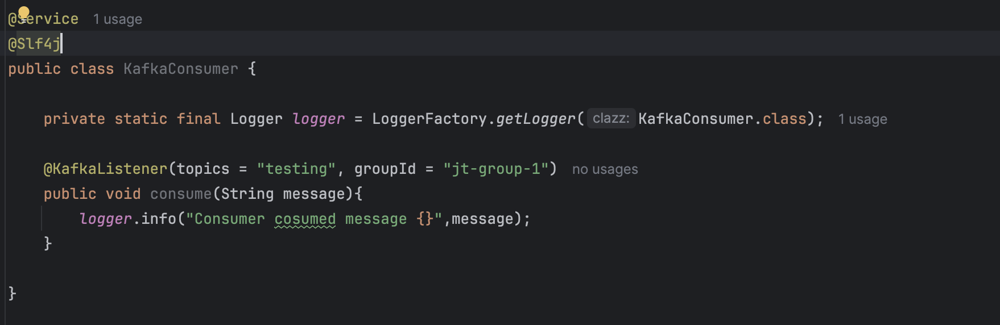 @Service 1 usage
@Slf4j
public class KafkaConsumer {
private static final Logger logger = LoggerFactory.getLogger( clazz: KafkaConsumer.class); 1 usage
@KafkaListener(topics = "testing", groupId = "jt-group-1") no usages
public void consume(String message){
logger.info("Consumer cosumed message {}",message);
}
}